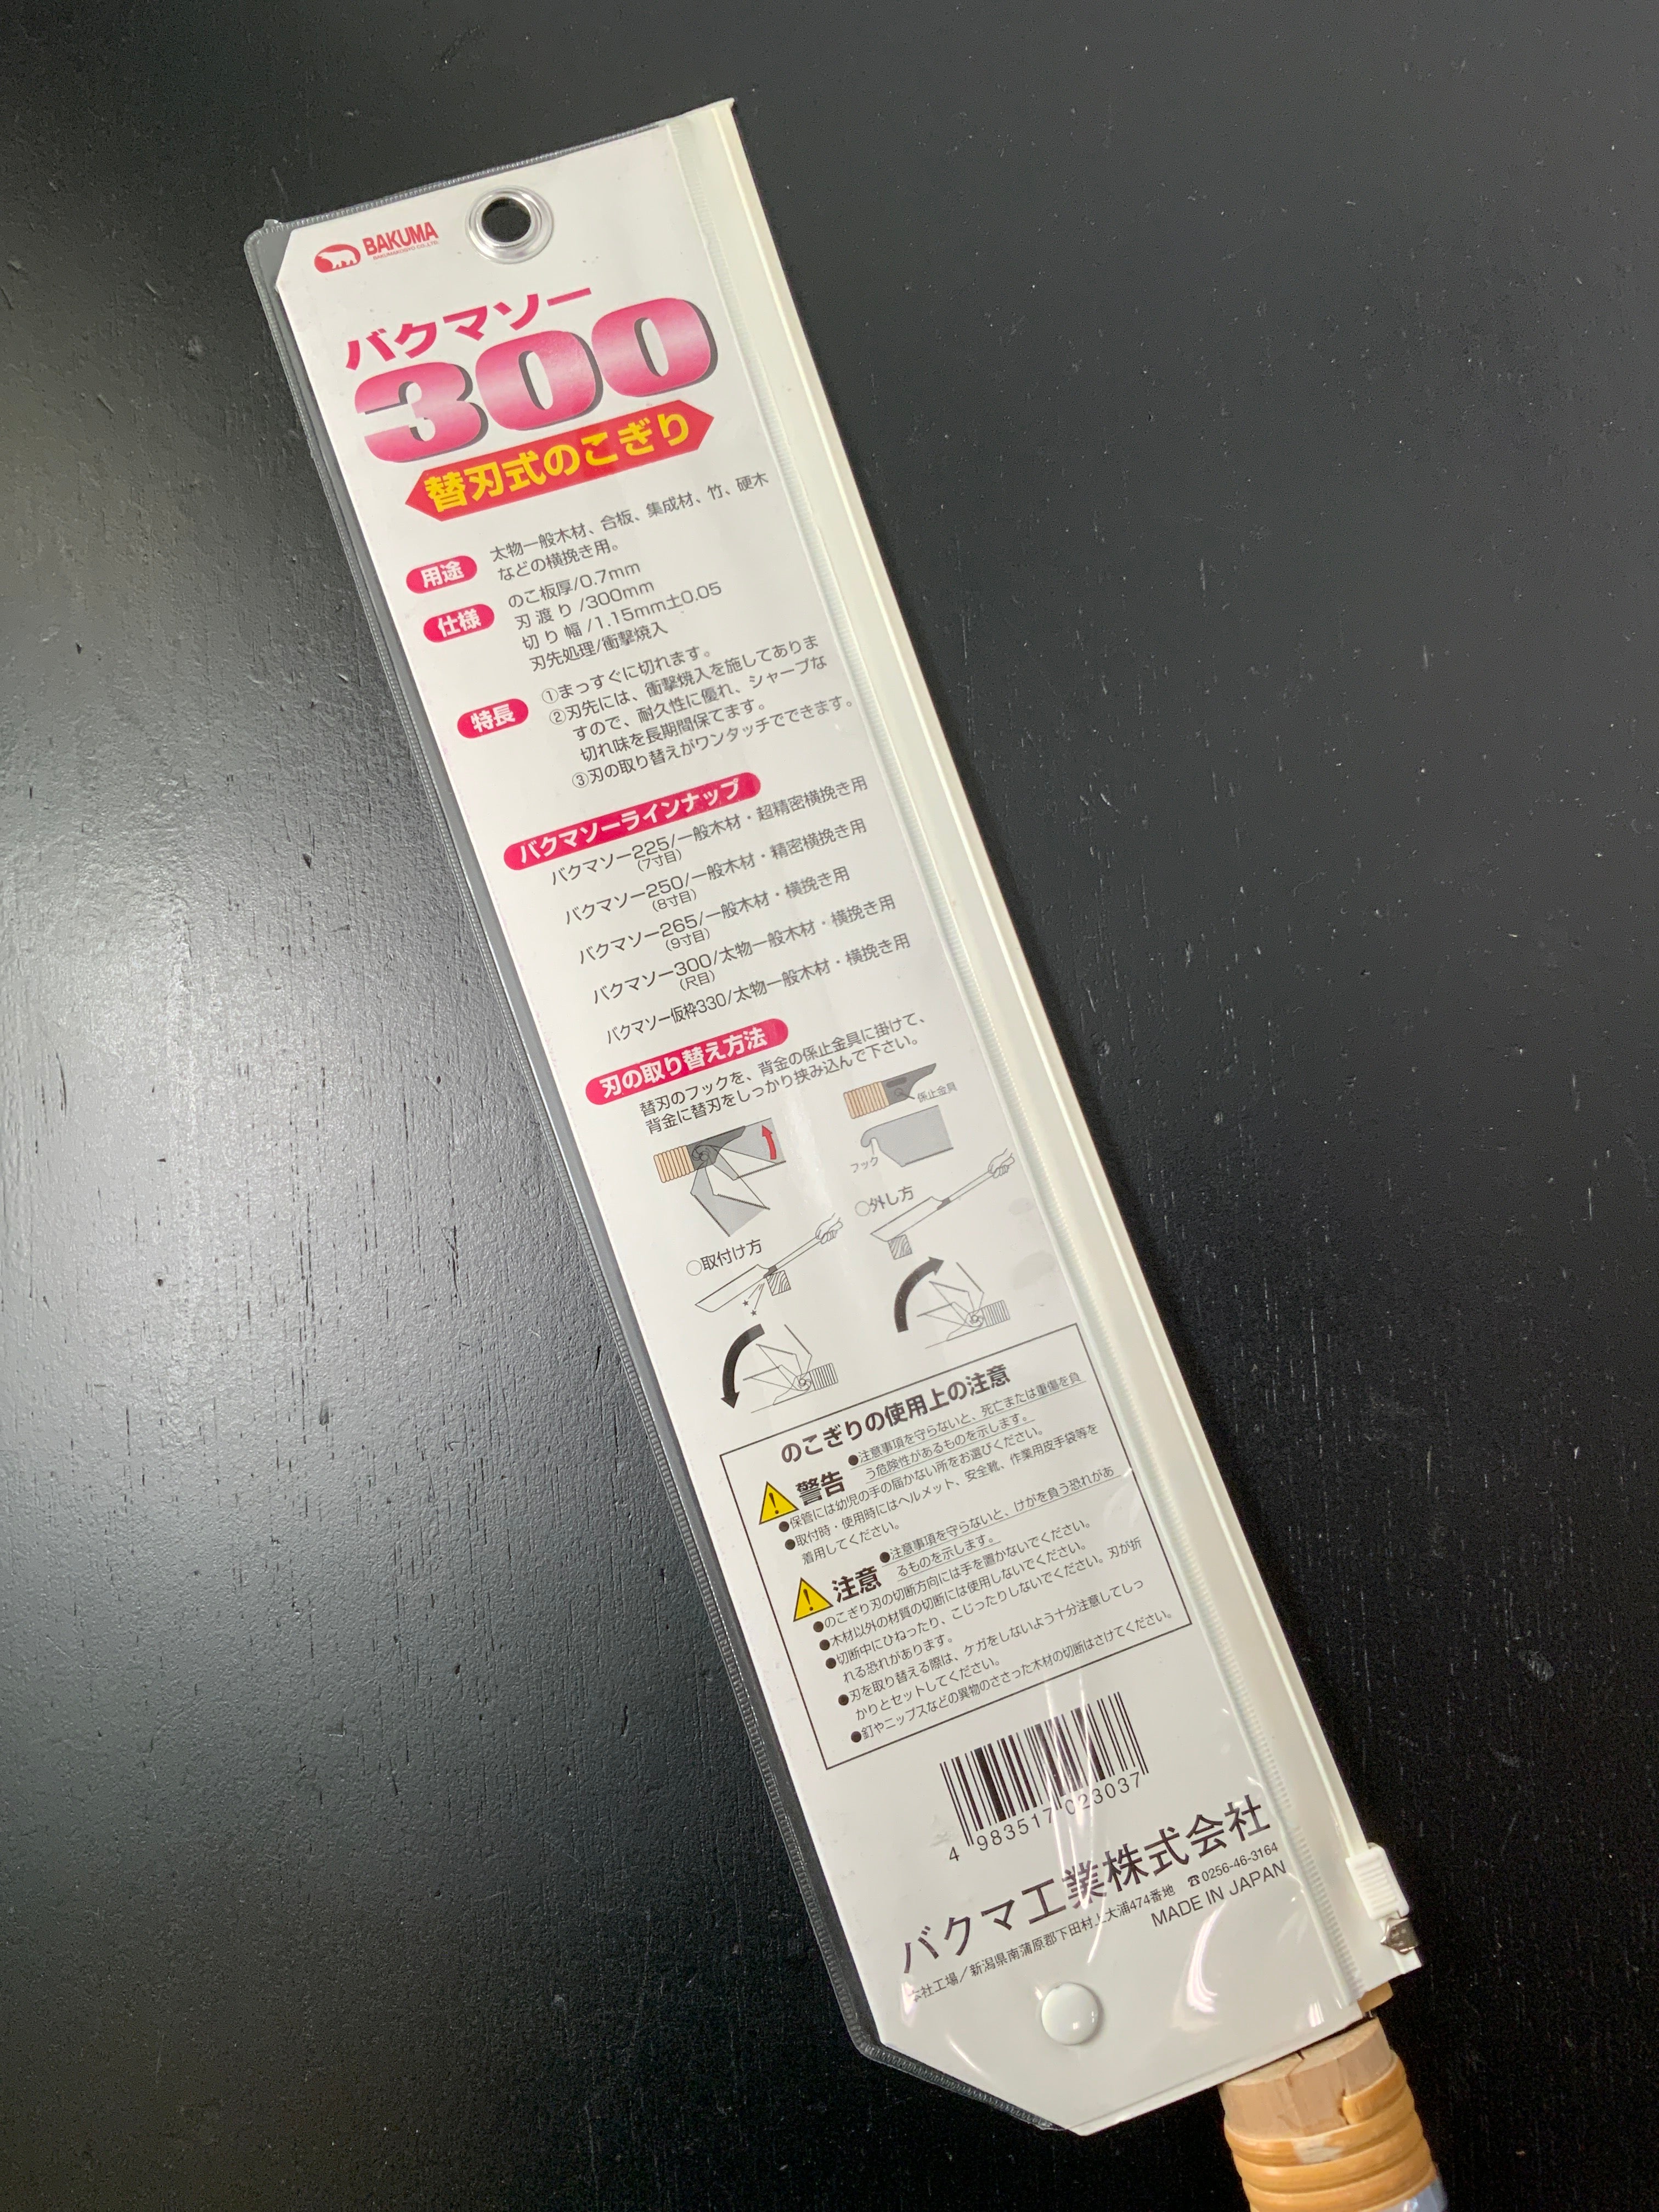 BAKUMA
BAKUMAKOGYO CO.,LTD.
バクマソー
300
替刃式のこぎり
用途
太物一般木材、合板、集成材、竹、硬木
などの横挽き用。
仕様
のこ板厚/0.7mm
刃渡り/300mm
切り幅/1.15mm±0.05
刃先処理/衝撃焼入
特長
①まっすぐに切れます。
②刃先には、衝撃焼入を施してありま
すので、耐久性に優れ、シャープな
切れ味を長期間保てます。
③刃の取り替えがワンタッチでできます。
バクマソーラインナップ
バクマソー225/一般木材・超精密横挽き用
(7寸目)
バクマソー250/一般木材・精密横挽き用
(8寸目)
バクマソー265/一般木材・横挽き用
(9寸目)
バクマソー300/太物一般木材・横挽き用
(尺目)
バクマソー仮枠330/太物一般木材・横挽き用
刃の取り替え方法
替刃のフックを、背金の係止金具に掛けて、
背金に替刃をしっかり挟み込んで下さい。
係止金具
フック
○取付け方
○外し方
のこぎりの使用上の注意
警告
●注意事項を守らないと、死亡または重傷を負
う危険性があるものを示します。
●保管には幼児の手の届かない所をお選びください。
●取付時・使用時にはヘルメット、安全靴、作業用皮手袋等を
着用してください。
注意
●注意事項を守らないと、けがを負う恐れがあ
るものを示します。
●のこぎり刃の切断方向には手を置かないでください。
●木材以外の材質の切断には使用しないでください。
●切断中にひねったり、こじったりしないでください。刃が折
れる恐れがあります。
●刃を取り替える際は、ケガをしないよう十分注意してしっ
かりとセットしてください。
●釘やニップスなどの異物のささった木材の切断はさけてください。
4 983517 023037
バクマ工業株式会社
本社工場/新潟県南蒲原郡下田村上大浦474番地 ☎0256-46-3164
MADE IN JAPAN